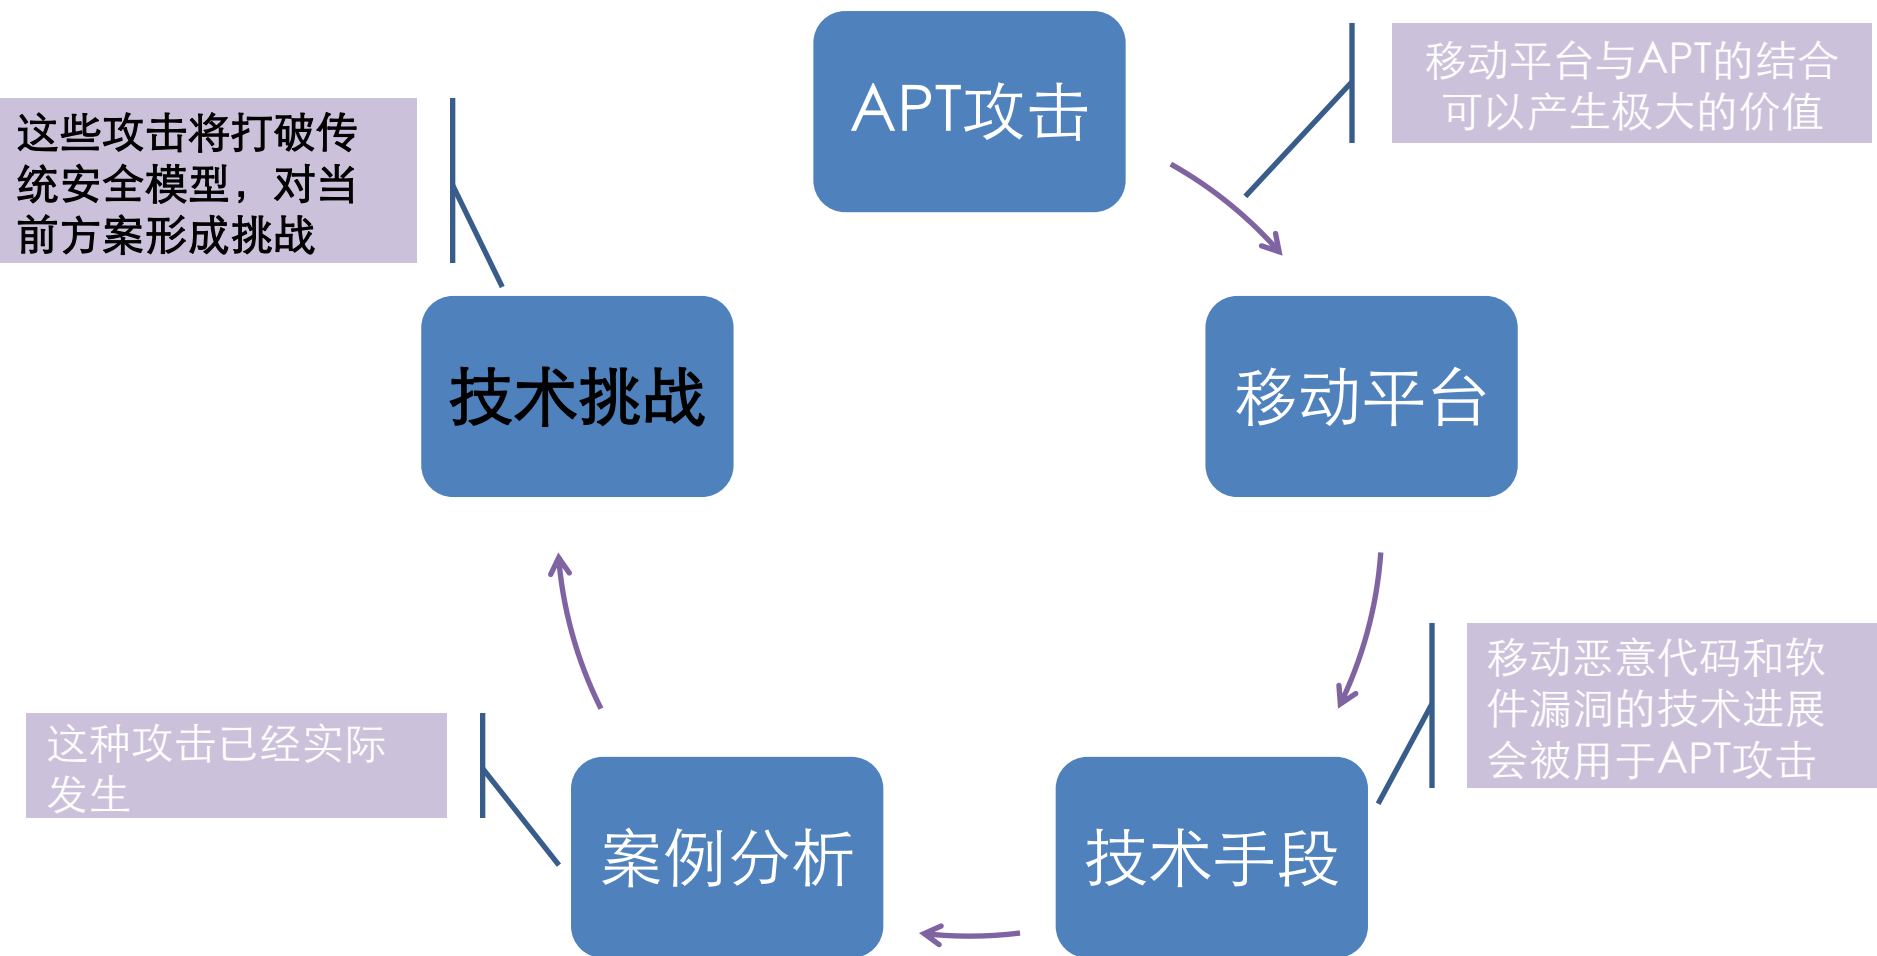 APT攻击
移动平台与APT的结合
可以产生极大的价值
这些攻击将打破传
统安全模型，对当
前方案形成挑战
技术挑战
移动平台
移动恶意代码和软
件漏洞的技术进展
会被用于APT攻击
这种攻击已经实际
发生
案例分析
技术手段